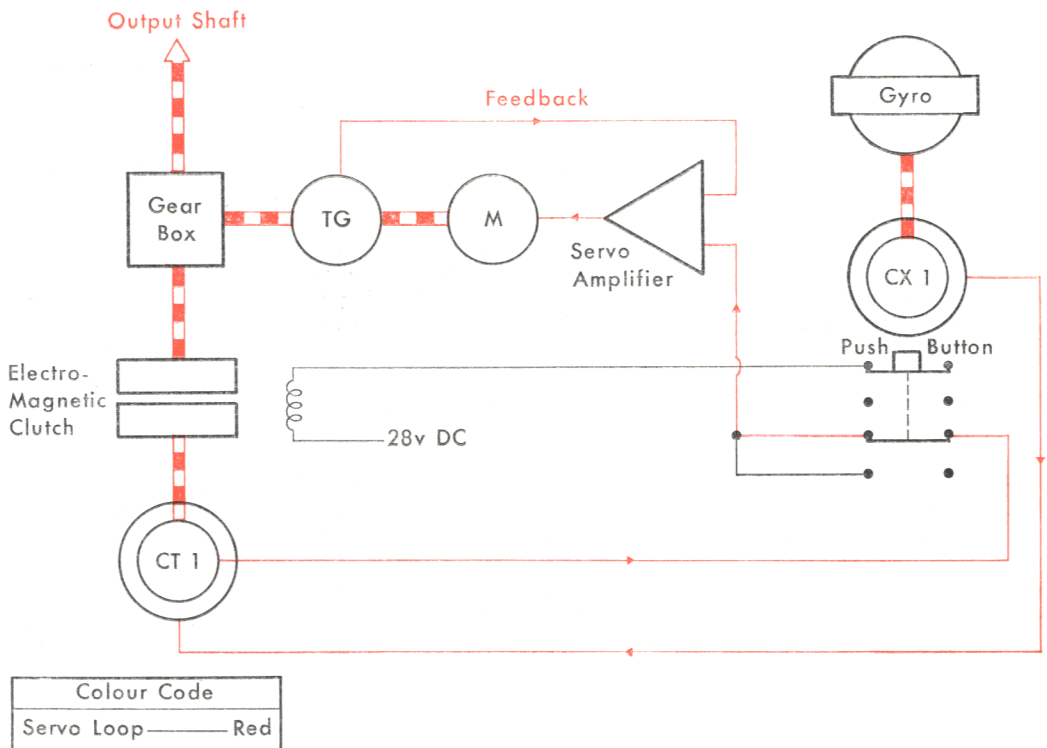 Output Shaft
Feedback
Gyro
Gear
Box
TG
M
Servo
Amplifier
CX 1
Push Button
Electro-
Magnetic
Clutch
28v DC
CT 1
Colour Code
Servo Loop Red